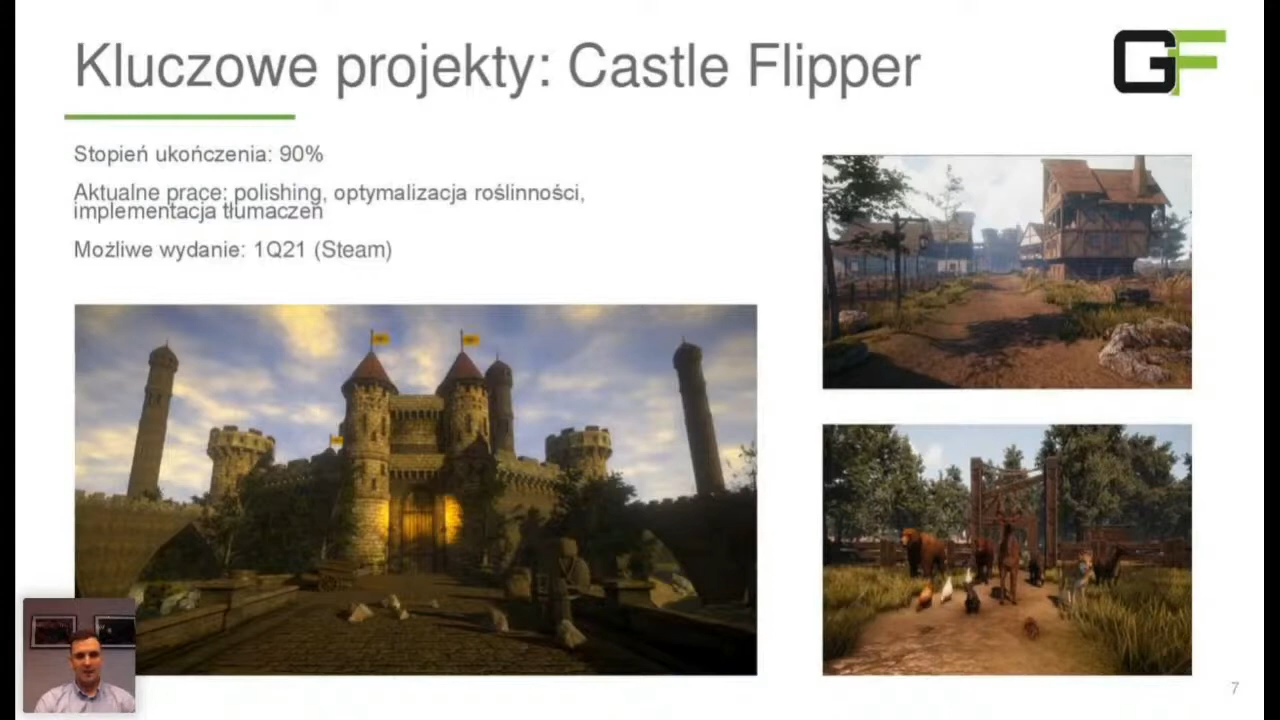 Kluczowe projekty: Castle Flipper
GF
Stopień ukończenia: 90%
Aktualne prace: polishing, optymalizacja roślinności,
implementacja tłumaczeń
Możliwe wydanie: 1Q21 (Steam)
7